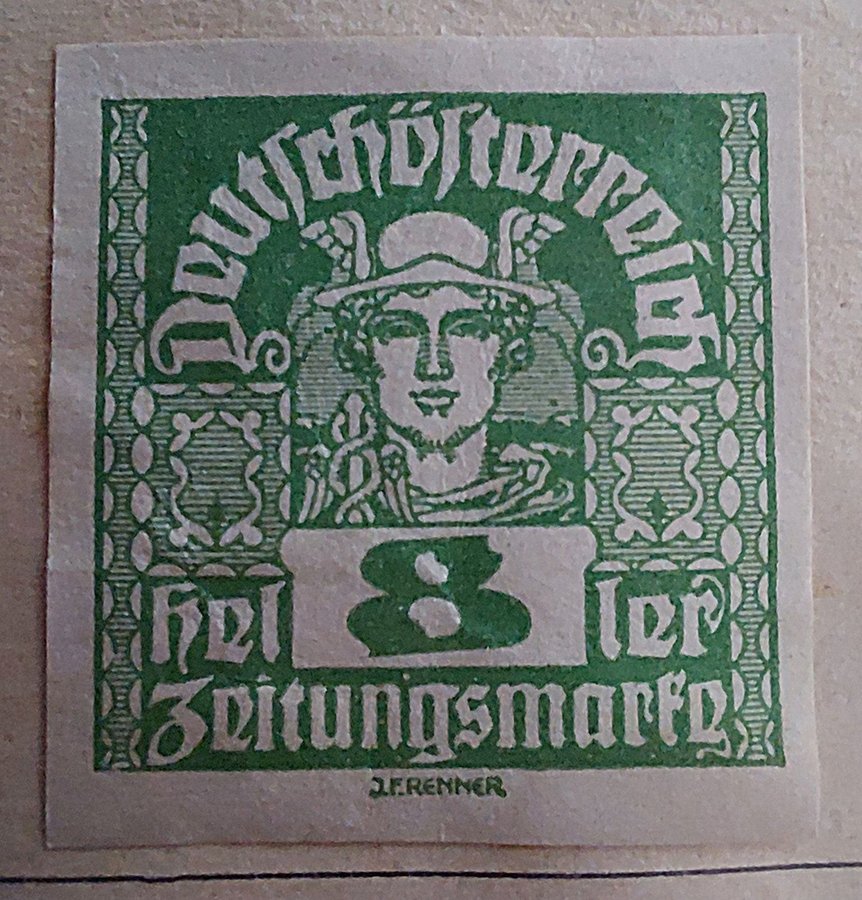 Deutschösterreich
8
hel ler
Zeitungsmarke
J.F.RENNER